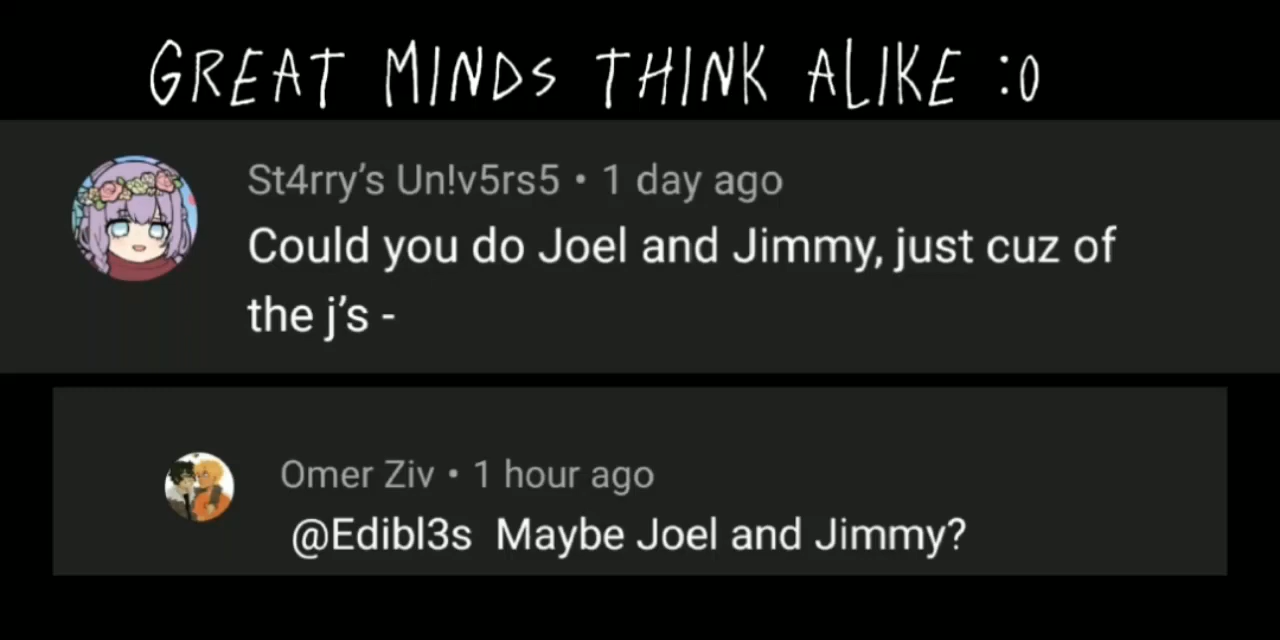 GREAT MINDS THINK ALIKE :0
St4rry's Un!v5rs5 • 1 day ago
Could you do Joel and Jimmy, just cuz of
the j's -
Omer Ziv • 1 hour ago
@Edibl3s Maybe Joel and Jimmy?